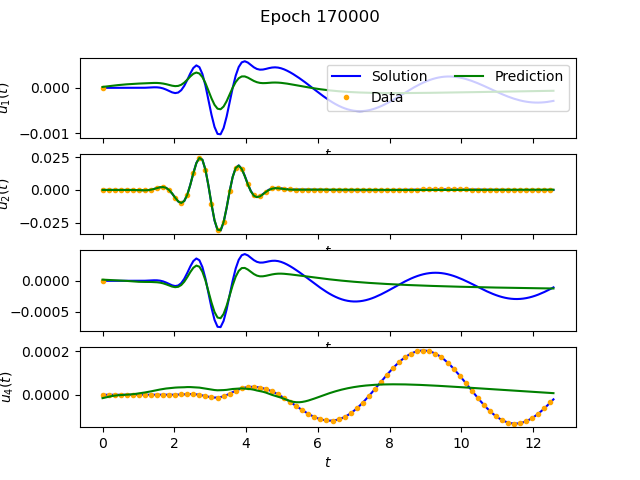 Epoch 170000
u₁(t)
0.000
−0.001
Solution
Prediction
Data
t
u₂(t)
0.025
0.000
−0.025
t
0.0000
−0.0005
t
u₄(t)
0.0002
0.0000
0 2 4 6 8 10 12
t